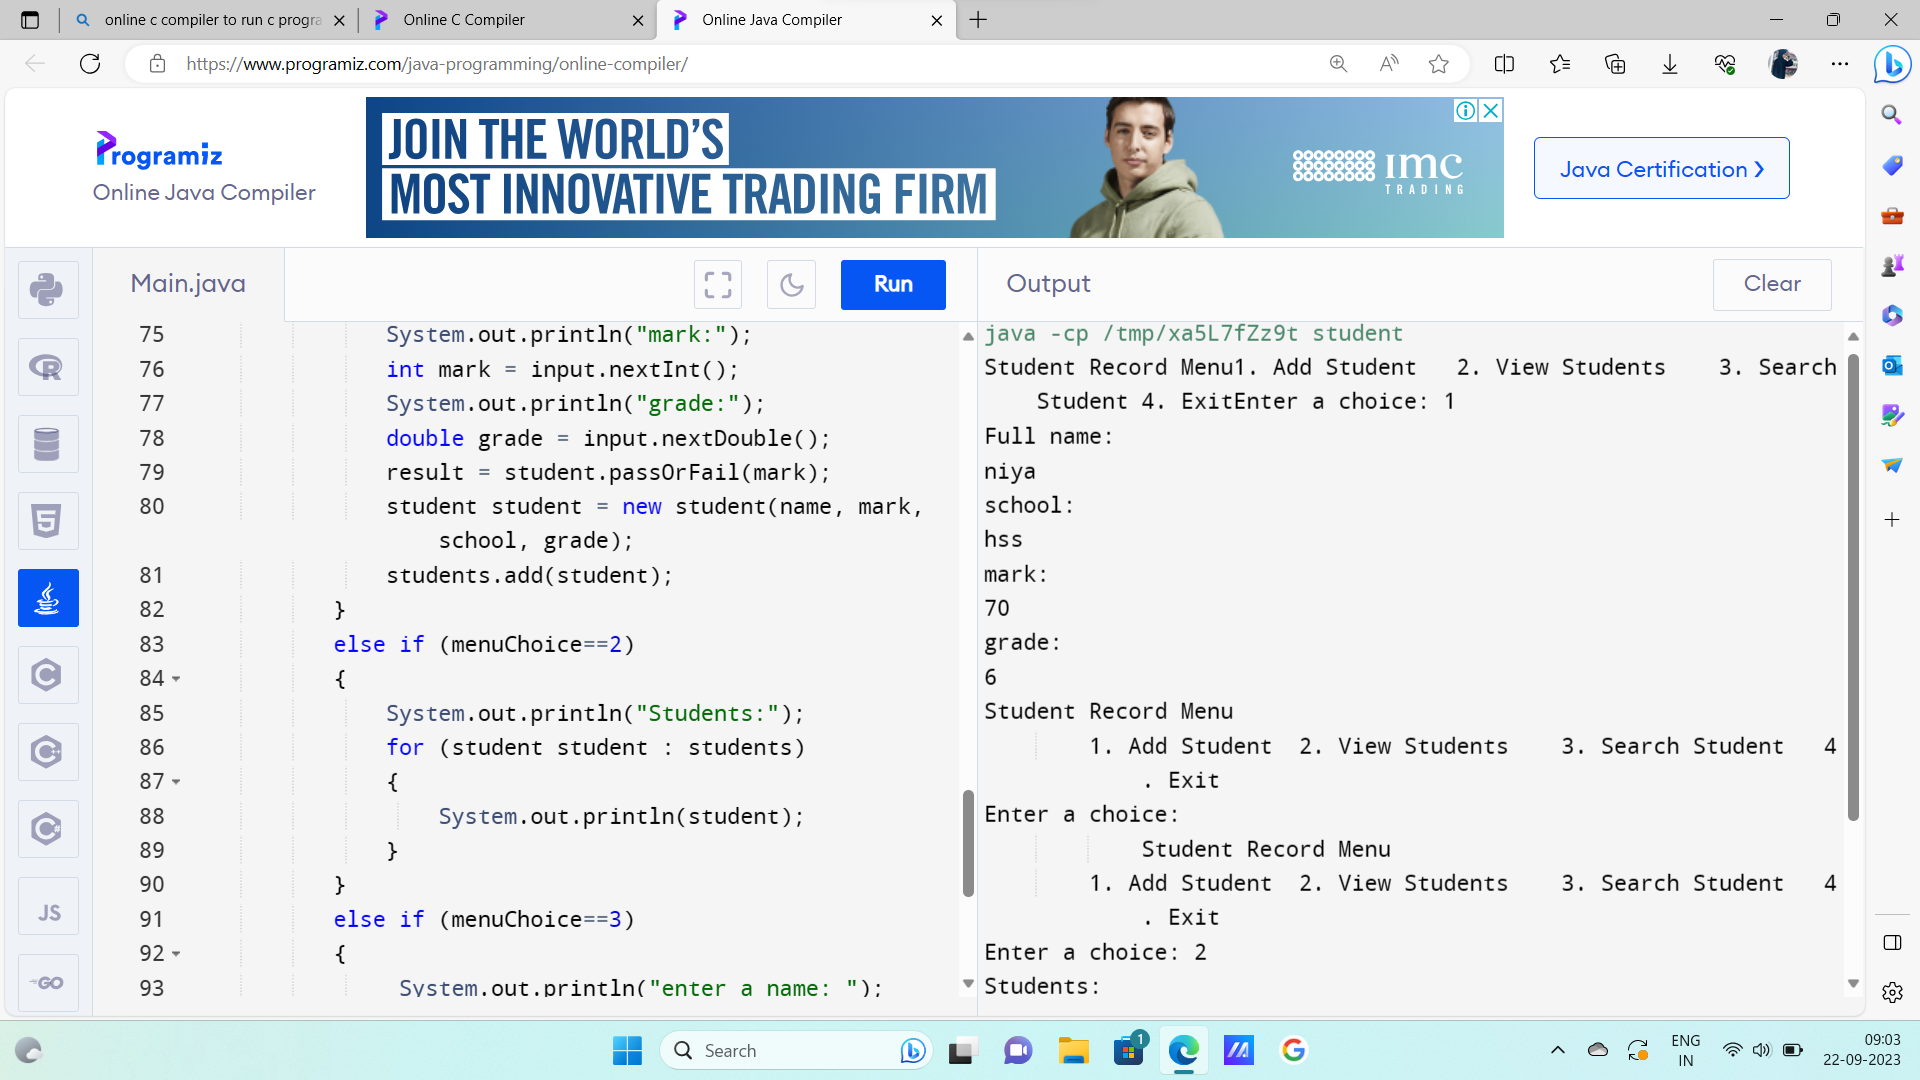 online c compiler to run c progra
Online C Compiler
Online Java Compiler
https://www.programiz.com/java-programming/online-compiler/
Programiz
Online Java Compiler
JOIN THE WORLD'S
MOST INNOVATIVE TRADING FIRM
imc
TRADING
Java Certification ›
Main.java
Run
Output
Clear
75 System.out.println("mark:");
76 int mark = input.nextInt();
77 System.out.println("grade:");
78 double grade = input.nextDouble();
79 result = student.passOrFail(mark);
80 student student = new student(name, mark,
school, grade);
81 students.add(student);
82 }
83 else if (menuChoice==2)
84 {
85 System.out.println("Students:");
86 for (student student : students)
87 {
88 System.out.println(student);
89 }
90 }
91 else if (menuChoice==3)
92 {
93 System.out.println("enter a name: ");
java -cp /tmp/xa5L7fZz9t student
Student Record Menu1. Add Student 2. View Students 3. Search
Student 4. ExitEnter a choice: 1
Full name:
niya
school:
hss
mark:
70
grade:
6
Student Record Menu
1. Add Student 2. View Students 3. Search Student 4
. Exit
Enter a choice:
Student Record Menu
1. Add Student 2. View Students 3. Search Student 4
. Exit
Enter a choice: 2
Students:
R
5
C
C++
C#
JS
GO
Search
1
ENG
IN
09:03
22-09-2023